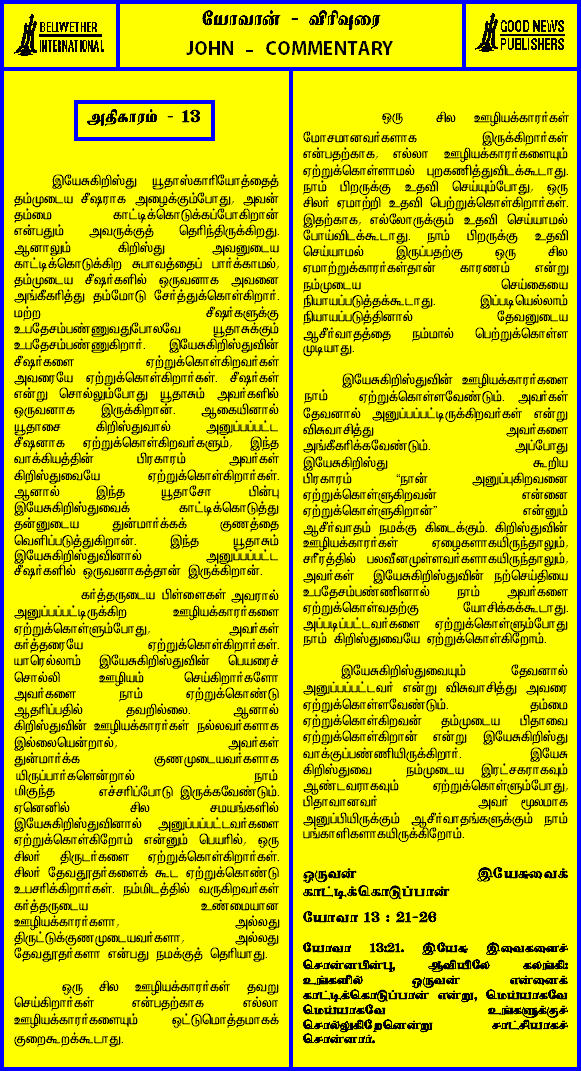 BELIWETHER
INTERNATIONAL
யோவான் - விரிவுரை
JOHN - COMMENTARY
GOOD NEWS
PUBLISHERS
அதிகாரம் - 13
இயேசுகிறிஸ்து யூதாஸ்காரியோத்தைத்
தம்முடைய சீஷராக அழைக்கும்போது, அவன்
தம்மை காட்டிக்கொடுக்கப்போகிறான்
என்பதும் அவருக்குத் தெரிந்திருக்கிறது.
ஆனாலும் கிறிஸ்து அவனுடைய
காட்டிக்கொடுக்கிற சுபாவத்தைப் பார்க்காமல்,
தம்முடைய சீஷர்களில் ஒருவனாக அவனை
அங்கீகரித்து தம்மோடு சேர்த்துக்கொள்கிறார்.
மற்ற சீஷர்களுக்கு
உபதேசம்பண்ணுவதுபோலவே யூதாசுக்கும்
உபதேசம்பண்ணுகிறார். இயேசுகிறிஸ்துவின்
சீஷர்களை ஏற்றுக்கொள்கிறவர்கள்
அவரையே ஏற்றுக்கொள்கிறார்கள். சீஷர்கள்
என்று சொல்லும்போது யூதாசும் அவர்களில்
ஒருவனாக இருக்கிறான். ஆகையினால்
யூதாசை கிறிஸ்துவால் அனுப்பப்பட்ட
சீஷனாக ஏற்றுக்கொள்கிறவர்களும், இந்த
வாக்கியத்தின் பிரகாரம் அவர்கள்
கிறிஸ்துவையே ஏற்றுக்கொள்கிறார்கள்.
ஆனால் இந்த யூதாசோ பின்பு
இயேசுகிறிஸ்துவைக் காட்டிக்கொடுத்து
தன்னுடைய துன்மார்க்கக் குணத்தை
வெளிப்படுத்துகிறான். இந்த யூதாசும்
இயேசுகிறிஸ்துவினால் அனுப்பப்பட்ட
சீஷர்களில் ஒருவனாகத்தான் இருக்கிறான்.
கர்த்தருடைய பிள்ளைகள் அவரால்
அனுப்பப்பட்டிருக்கிற ஊழியக்காரர்களை
ஏற்றுக்கொள்ளும்போது, அவர்கள்
கர்த்தரையே ஏற்றுக்கொள்கிறார்கள்.
யாரெல்லாம் இயேசுகிறிஸ்துவின் பெயரைச்
சொல்லி ஊழியம் செய்கிறார்களோ
அவர்களை நாம் ஏற்றுக்கொண்டு
ஆதரிப்பதில் தவறில்லை. ஆனால்
கிறிஸ்துவின் ஊழியக்காரர்கள் நல்லவர்களாக
இல்லையென்றால், அவர்கள்
துன்மார்க்க குணமுடையவர்களாக
யிருப்பார்களென்றால் நாம்
மிகுந்த எச்சரிப்போடு இருக்கவேண்டும்.
ஏனெனில் சில சமயங்களில்
இயேசுகிறிஸ்துவினால் அனுப்பப்பட்டவர்களை
ஏற்றுக்கொள்கிறோம் என்னும் பெயரில், ஒரு
சிலர் திருடர்களை ஏற்றுக்கொள்கிறார்கள்.
சிலர் தேவதூதர்களைக் கூட ஏற்றுக்கொண்டு
உபசரிக்கிறார்கள். நம்மிடத்தில் வருகிறவர்கள்
கர்த்தருடைய உண்மையான
ஊழியக்காரர்களா, அல்லது
திருட்டுக்குணமுடையவர்களா, அல்லது
தேவதூதர்களா என்பது நமக்குத் தெரியாது.
ஒரு சில ஊழியக்காரர்கள் தவறு
செய்கிறார்கள் என்பதற்காக எல்லா
ஊழியக்காரர்களையும் ஒட்டுமொத்தமாகக்
குறைகூறக்கூடாது.
ஒரு சில ஊழியக்காரர்கள்
மோசமானவர்களாக இருக்கிறார்கள்
என்பதற்காக, எல்லா ஊழியக்காரர்களையும்
ஏற்றுக்கொள்ளாமல் புறகணித்துவிடக்கூடாது.
நாம் பிறருக்கு உதவி செய்யும்போது, ஒரு
சிலர் ஏமாற்றி உதவி பெற்றுக்கொள்கிறார்கள்.
இதற்காக, எல்லோருக்கும் உதவி செய்யாமல்
போய்விடக்கூடாது. நாம் பிறருக்கு உதவி
செய்யாமல் இருப்பதற்கு ஒரு சில
ஏமாற்றுக்காரர்கள்தான் காரணம் என்று
நம்முடைய செய்கையை
நியாயப்படுத்தக்கூடாது. இப்படியெல்லாம்
நியாயப்படுத்தினால் தேவனுடைய
ஆசீர்வாதத்தை நம்மால் பெற்றுக்கொள்ள
முடியாது.
இயேசுகிறிஸ்துவின் ஊழியக்காரர்களை
நாம் ஏற்றுக்கொள்ளவேண்டும். அவர்கள்
தேவனால் அனுப்பப்பட்டிருக்கிறவர்கள் என்று
விசுவாசித்து அவர்களை
அங்கீகரிக்கவேண்டும். அப்போது
இயேசுகிறிஸ்து கூறிய
பிரகாரம் “நான் அனுப்புகிறவனை
ஏற்றுக்கொள்ளுகிறவன் என்னை
ஏற்றுக்கொள்ளுகிறான்” என்னும்
ஆசீர்வாதம் நமக்கு கிடைக்கும். கிறிஸ்துவின்
ஊழியக்காரர்கள் ஏழைகளாகயிருந்தாலும்,
சரீரத்தில் பலவீனமுள்ளவர்களாகயிருந்தாலும்,
அவர்கள் இயேசுகிறிஸ்துவின் நற்செய்தியை
உபதேசம்பண்ணினால் நாம் அவர்களை
ஏற்றுக்கொள்வதற்கு யோசிக்கக்கூடாது.
அப்படிப்பட்டவர்களை ஏற்றுக்கொள்ளும்போது
நாம் கிறிஸ்துவையே ஏற்றுக்கொள்கிறோம்.
இயேசுகிறிஸ்துவையும் தேவனால்
அனுப்பப்பட்டவர் என்று விசுவாசித்து அவரை
ஏற்றுக்கொள்ளவேண்டும். தம்மை
ஏற்றுக்கொள்கிறவன் தம்முடைய பிதாவை
ஏற்றுக்கொள்கிறான் என்று இயேசுகிறிஸ்து
வாக்குப்பண்ணியிருக்கிறார். இயேசு
கிறிஸ்துவை நம்முடைய இரட்சகராகவும்
ஆண்டவராகவும் ஏற்றுக்கொள்ளும்போது,
பிதாவானவர் அவர் மூலமாக
அனுப்பியிருக்கும் ஆசீர்வாதங்களுக்கும் நாம்
பங்காளிகளாகயிருக்கிறோம்.
ஒருவன் இயேசுவைக்
காட்டிக்கொடுப்பான்
யோவா 13 : 21-26
யோவா 13:21. இயேசு இவைகளைச்
சொன்னபின்பு, ஆவியிலே கலங்கி:
உங்களில் ஒருவன் என்னைக்
காட்டிக்கொடுப்பான் என்று, மெய்யாகவே
மெய்யாகவே உங்களுக்குச்
சொல்லுகிறேனென்று சாட்சியாகச்
சொன்னார்.